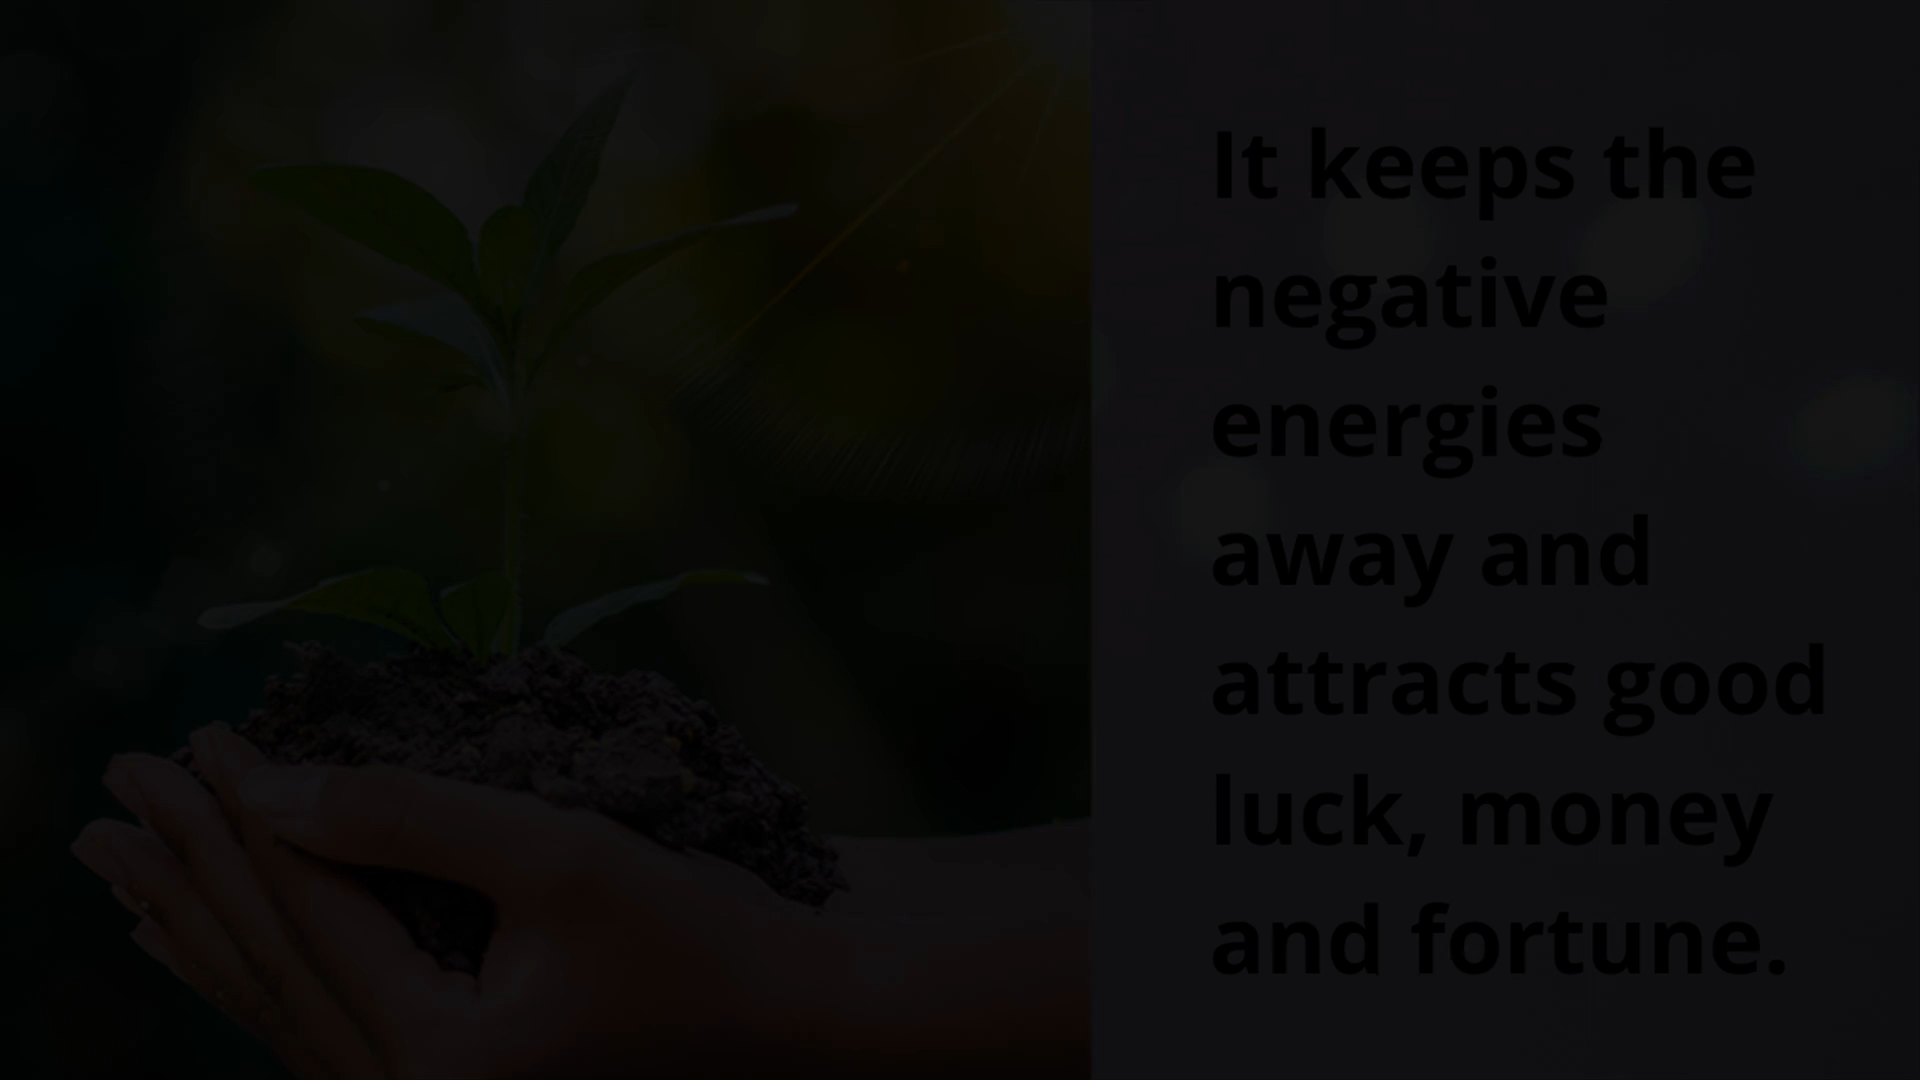 It keeps the
negative
energies
away and
attracts good
luck, money
and fortune.